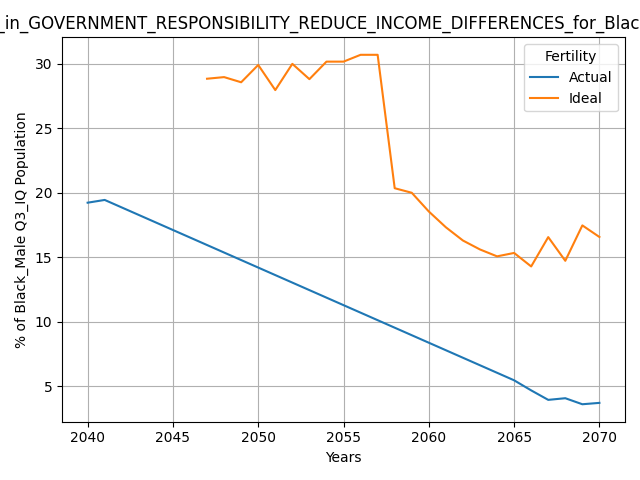 _in_GOVERNMENT_RESPONSIBILITY_REDUCE_INCOME_DIFFERENCES_for_Blac
Fertility
Actual
Ideal
% of Black_Male Q3_IQ Population
30
25
20
15
10
5
2040 2045 2050 2055 2060 2065 2070
Years